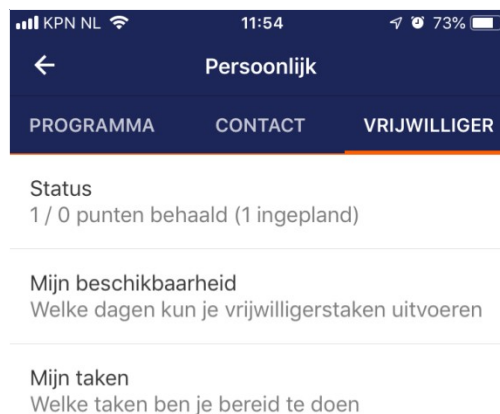 KPN NL 11:54 73%
Persoonlijk
PROGRAMMA CONTACT VRIJWILLIGER
Status
1 / 0 punten behaald (1 ingepland)
Mijn beschikbaarheid
Welke dagen kun je vrijwilligerstaken uitvoeren
Mijn taken
Welke taken ben je bereid te doen